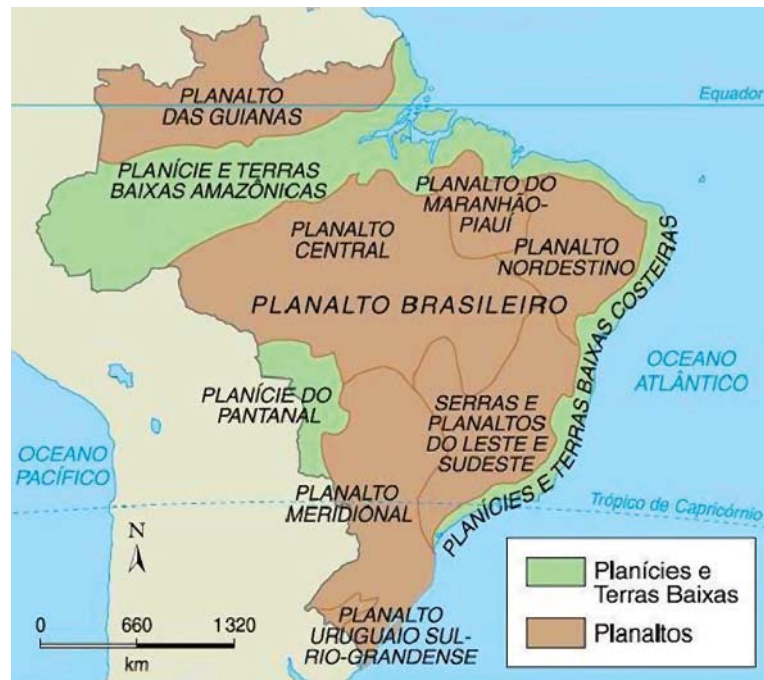 PLANALTO
DAS GUIANAS
Equador
PLANÍCIE E TERRAS
BAIXAS AMAZÔNICAS
PLANALTO DO
MARANHÃO-
PIAUÍ
PLANALTO
CENTRAL
PLANALTO
NORDESTINO
PLANALTO BRASILEIRO
PLANÍCIES E TERRAS BAIXAS COSTEIRAS
OCEANO
ATLÂNTICO
PLANÍCIE DO
PANTANAL
SERRAS E
PLANALTOS
DO LESTE E
SUDESTE
OCEANO
PACÍFICO
PLANALTO
MERIDIONAL
Trópico de Capricórnio
N
0 660 1320
km
PLANALTO
URUGUAIO SUL-
RIO-GRANDENSE
Planícies e
Terras Baixas
Planaltos